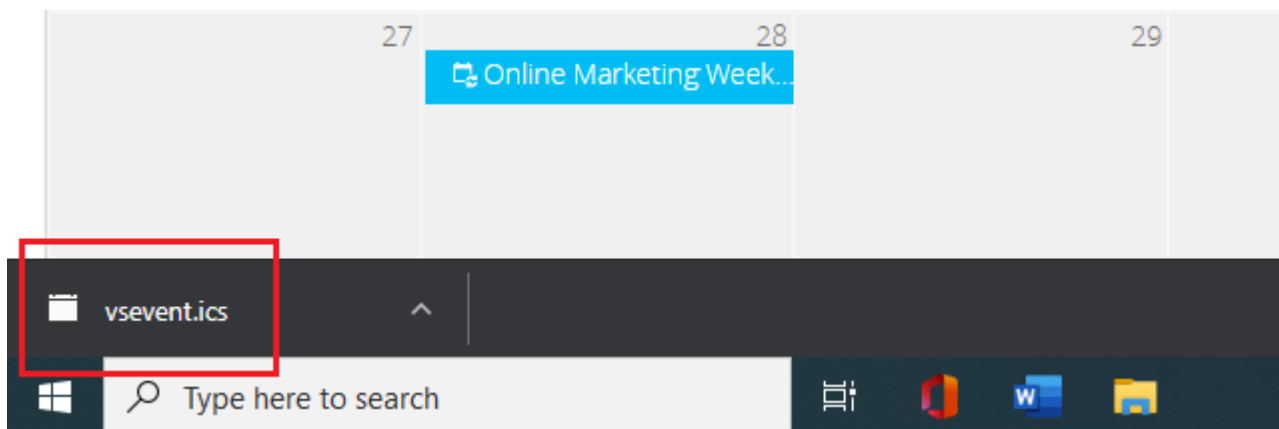 27
28
29
Online Marketing Week...
vsevent.ics
Type here to search
W